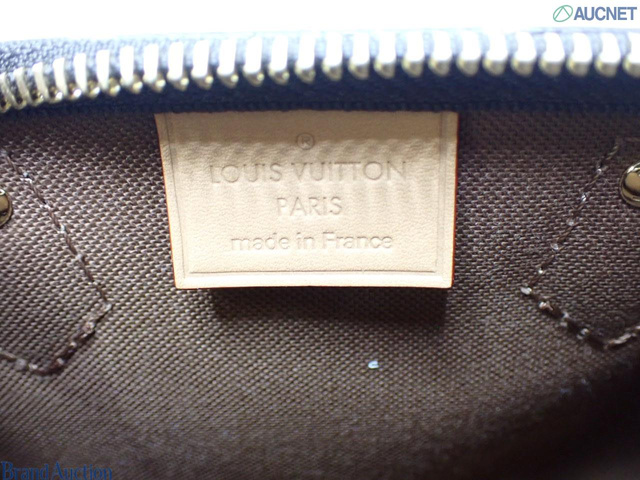 AUCNET
®
LOUIS VUITTON
PARIS
made in France
Brand Auction